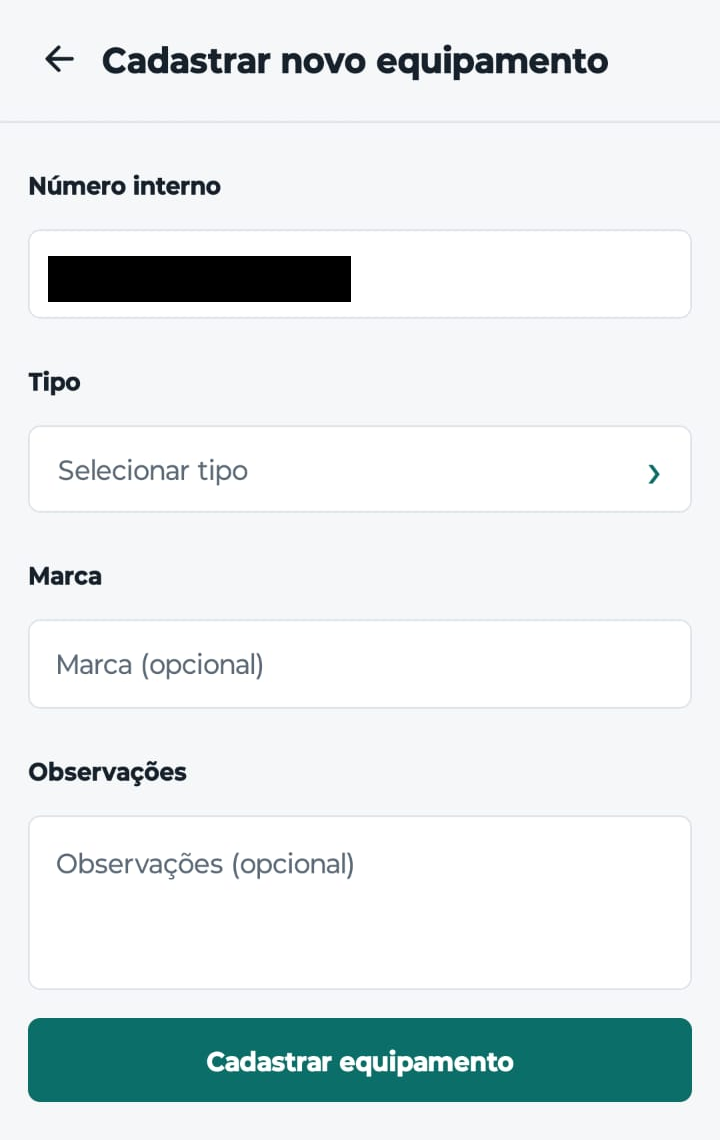 Cadastrar novo equipamento
Número interno
Tipo
Selecionar tipo
Marca
Marca (opcional)
Observações
Observações (opcional)
Cadastrar equipamento